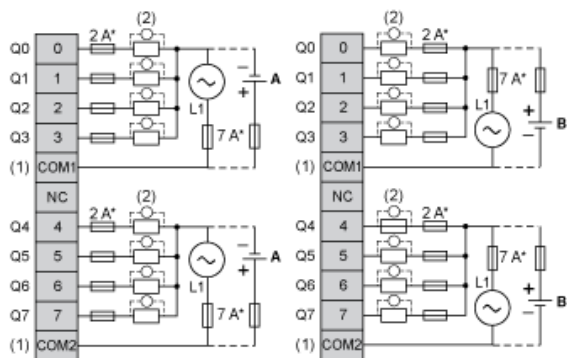 (2) (2)
Q0 0 2 A* Q0 0 2 A*
Q1 1 − A Q1 1 7 A*
Q2 2 + Q2 2 L1 +
L1
Q3 3 7 A* Q3 3 − B
(1) COM1 (1) COM1
NC (2) NC (2)
Q4 4 2 A* Q4 4 2 A*
Q5 5 − A Q5 5 7 A*
Q6 6 + Q6 6 L1 +
L1
Q7 7 7 A* Q7 7 − B
(1) COM2 (1) COM2